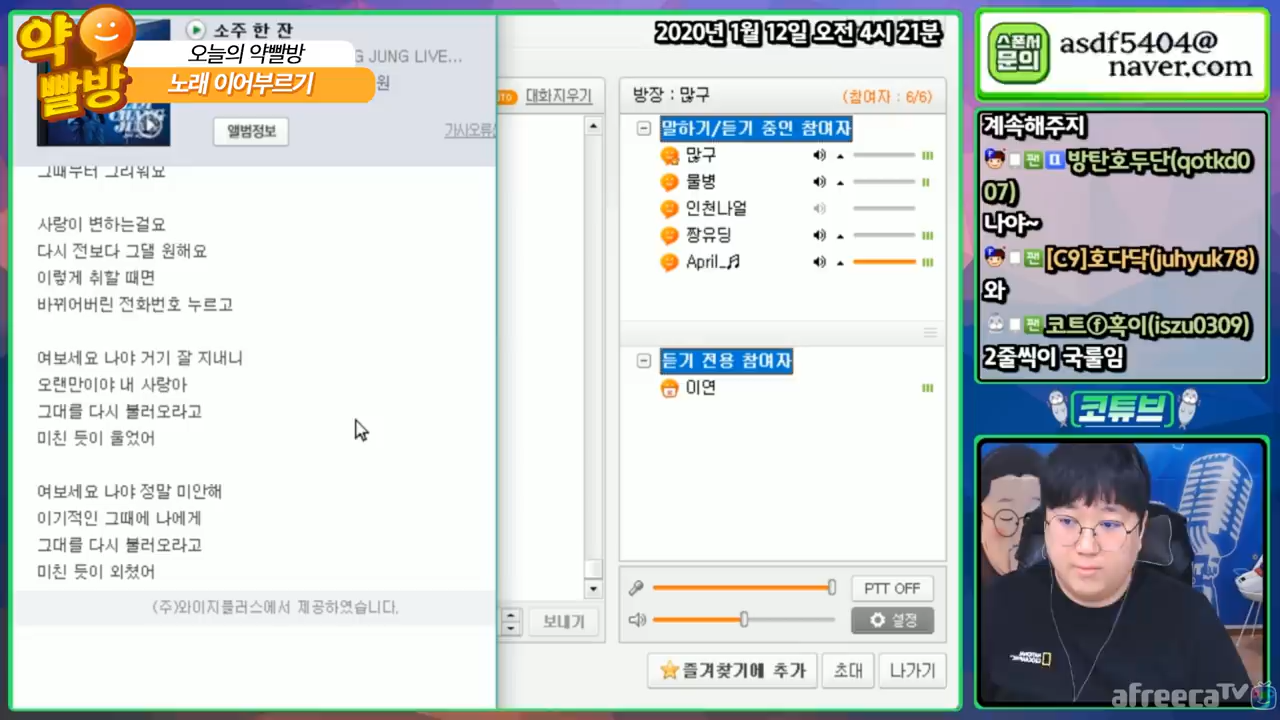 약빵방
오늘의 약빨방
노래 이어부르기
소주 한 잔
G JUNG LIVE...
원
앨범정보
가사오류
그때부터 그리워요
사랑이 변하는걸요
다시 전보다 그댈 원해요
이렇게 취할 때면
바뀌어버린 전화번호 누르고
여보세요 나야 거기 잘 지내니
오랜만이야 내 사랑아
그대를 다시 불러오라고
미친 듯이 울었어
여보세요 나야 정말 미안해
이기적인 그때에 나에게
그대를 다시 불러오라고
미친 듯이 외쳤어
(주)와이지플러스에서 제공하였습니다.
2020년 1월 12일 오전 4시 21분
UTO 대화지우기
방장 : 많구 (참여자 : 6/6)
말하기/듣기 중인 참여자
많구
물병
인천나얼
짱유딩
April_♬
듣기 전용 참여자
이연
보내기
PTT OFF
설정
즐겨찾기에 추가 초대 나가기
스폰서
문의
asdf5404@
naver.com
계속해주지
팬 방탄호두단(qotkd0
07)
나야~
팬 [C9]호다닥(juhyuk78)
와
팬 코트ⓕ혹이(iszu0309)
2줄씩이 국룰임
코튜브
afreecaTV